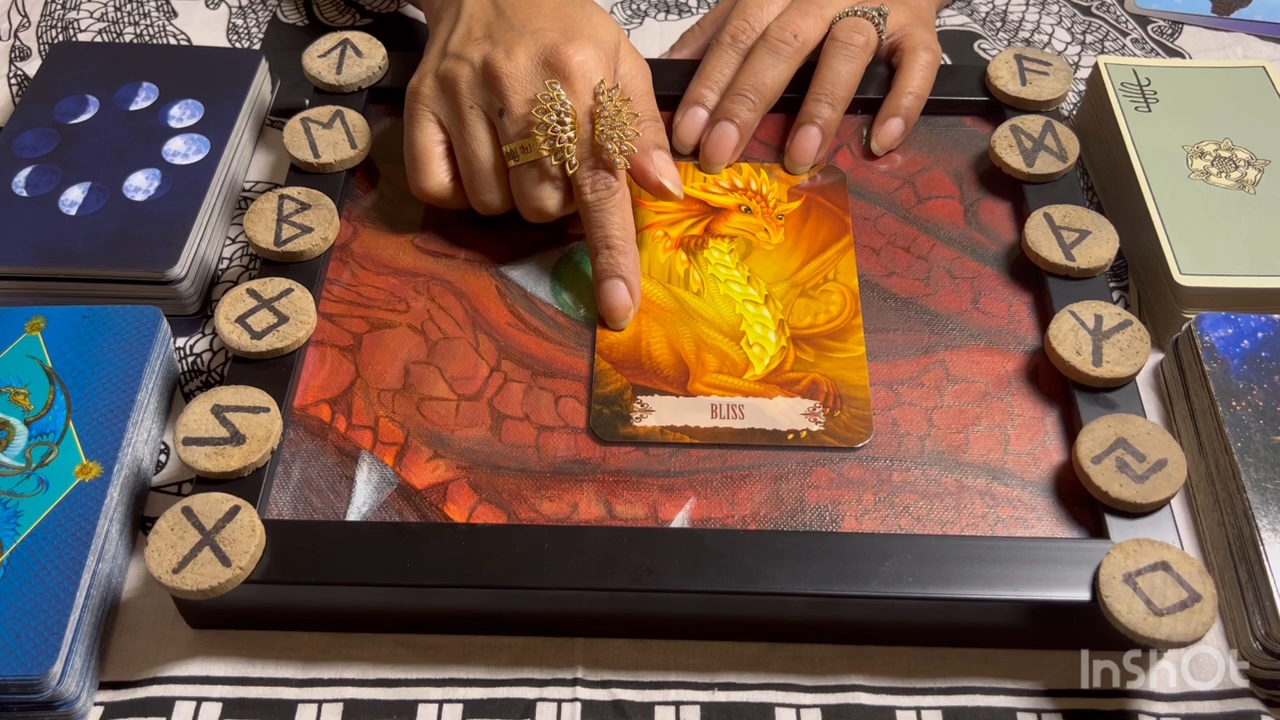 ᛏ
ᚨ
ᛖ
ᛞ
ᛒ
ᚦ
ᛉ
BLISS
ᛊ
ᛃ
ᚷ
ᛜ
InShOt